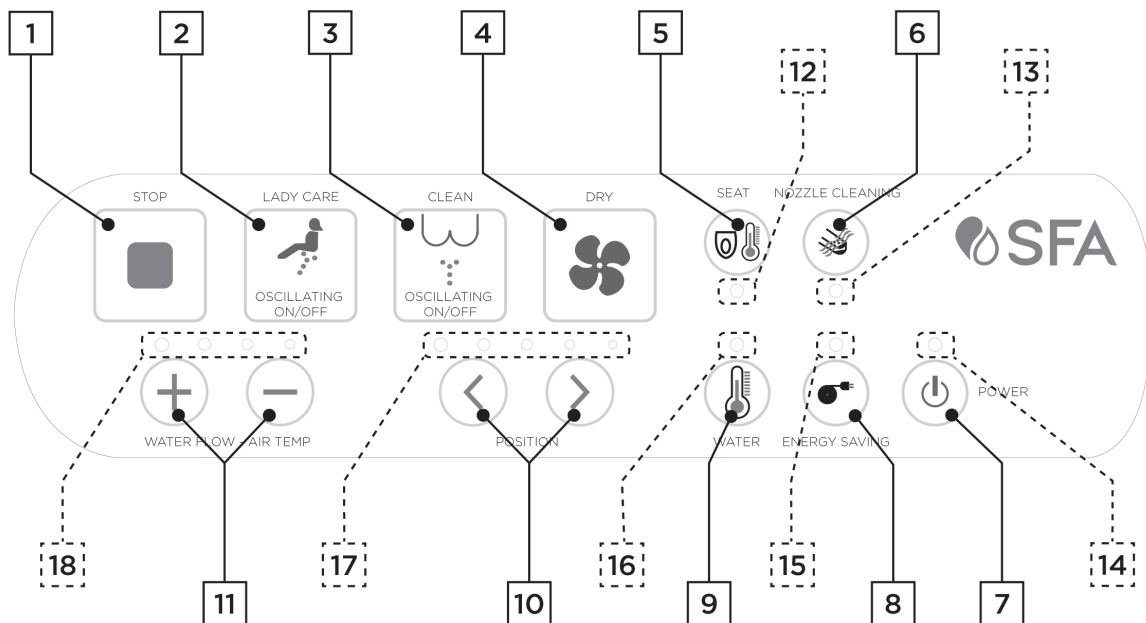 1 2 3 4 5 6
12 13
STOP LADY CARE CLEAN DRY SEAT NOZZLE CLEANING
SFA
OSCILLATING OSCILLATING
ON/OFF ON/OFF
POWER
WATER FLOW - AIR TEMP POSITION WATER ENERGY SAVING
18 17 16 15 14
11 10 9 8 7